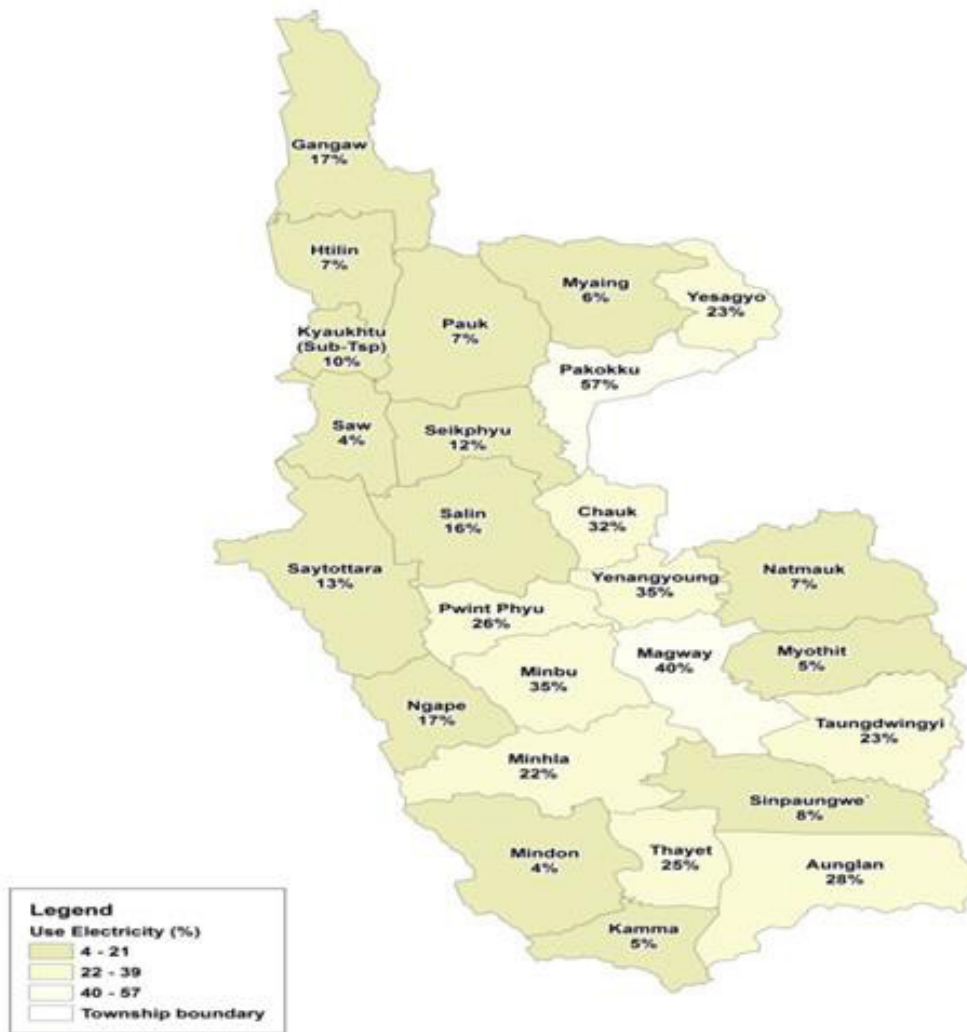 Gangaw
17%
Htilin
7%
Myaing
6%
Yesagyo
23%
Kyaukhtu
(Sub-Tsp)
10%
Pauk
7%
Pakokku
57%
Saw
4%
Seikphyu
12%
Salin
16%
Chauk
32%
Saytottara
13%
Yenangyoung
35%
Natmauk
7%
Pwint Phyu
26%
Magway
40%
Myothit
5%
Minbu
35%
Ngape
17%
Taungdwingyi
23%
Minhla
22%
Sinpaungwe`
8%
Mindon
4%
Thayet
25%
Aunglan
28%
Kamma
5%
Legend
Use Electricity (%)
4 - 21
22 - 39
40 - 57
Township boundary